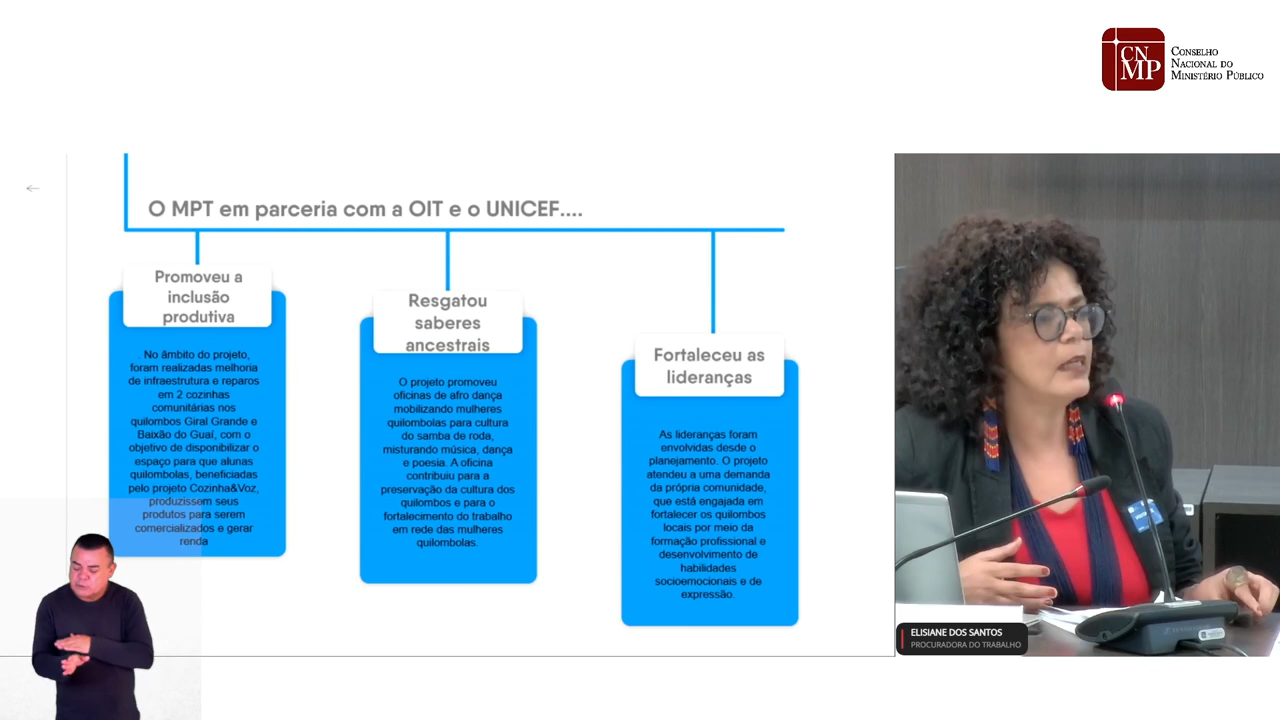 CN
MP
CONSELHO
NACIONAL DO
MINISTÉRIO PÚBLICO
O MPT em parceria com a OIT e o UNICEF....
Promoveu a
inclusão
produtiva
. No âmbito do projeto,
foram realizadas melhoria
de infraestrutura e reparos
em 2 cozinhas
comunitárias nos
quilombos Giral Grande e
Baixão do Guaí, com o
objetivo de disponibilizar o
espaço para que alunas
quilombolas, beneficiadas
pelo projeto Cozinha&Voz,
produzissem seus
produtos para serem
comercializados e gerar
renda
Resgatou
saberes
ancestrais
O projeto promoveu
oficinas de afro dança
mobilizando mulheres
quilombolas para cultura
do samba de roda,
misturando música, dança
e poesia. A oficina
contribuiu para a
preservação da cultura dos
quilombos e para o
fortalecimento do trabalho
em rede das mulheres
quilombolas.
Fortaleceu as
lideranças
As lideranças foram
envolvidas desde o
planejamento. O projeto
atendeu a uma demanda
da própria comunidade,
que está engajada em
fortalecer os quilombos
locais por meio da
formação profissional e
desenvolvimento de
habilidades
socioemocionais e de
expressão.
ELISIANE DOS SANTOS
PROCURADORA DO TRABALHO